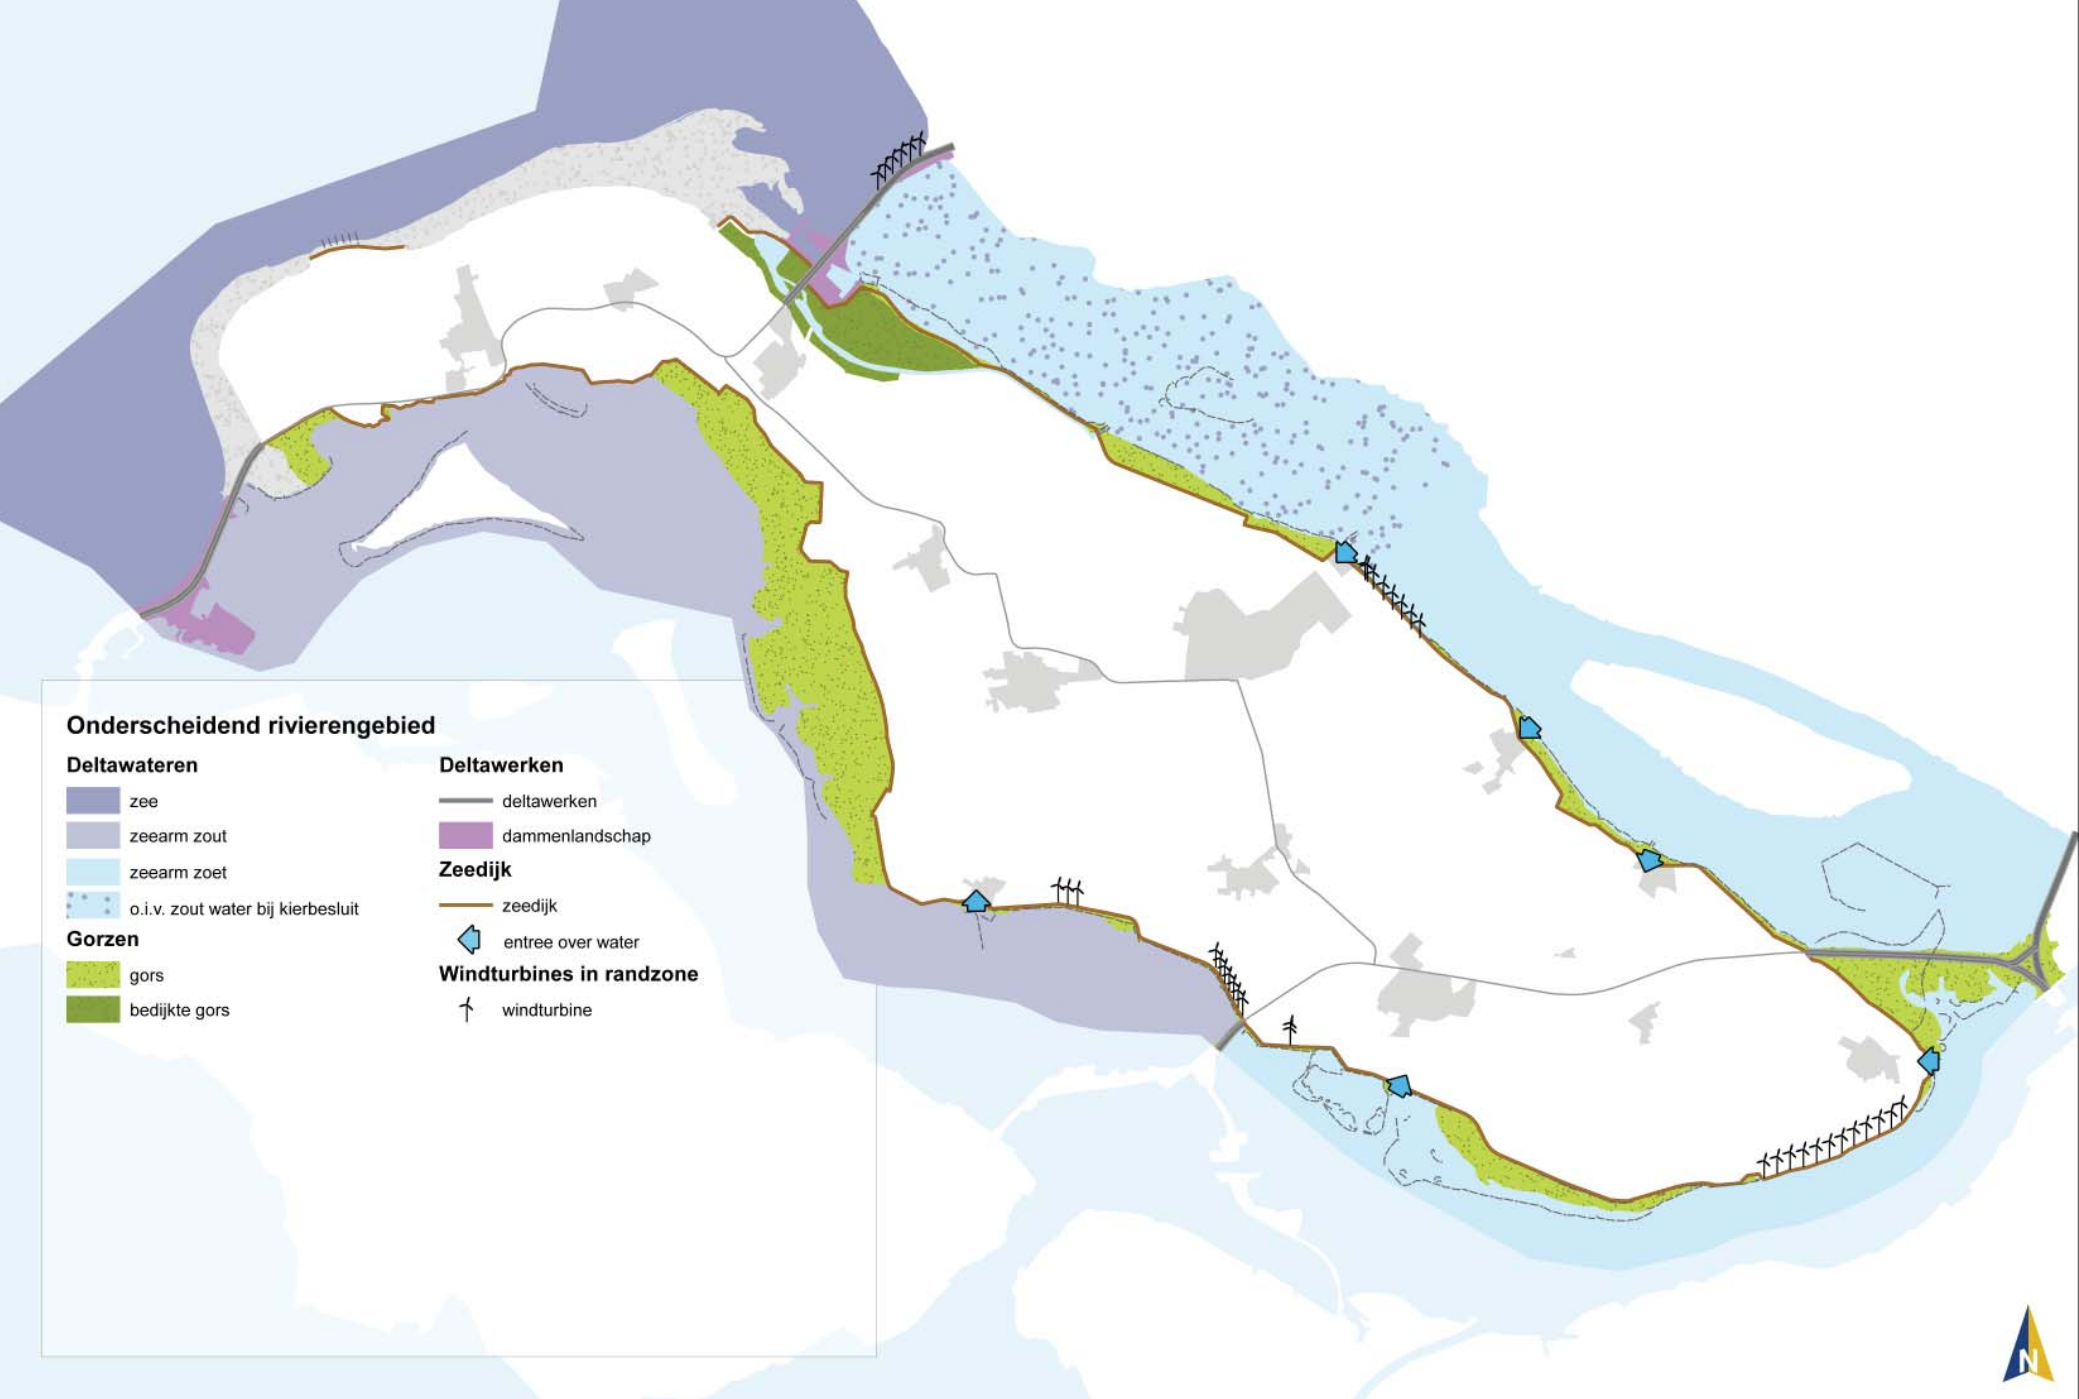 Onderscheidend rivierengebied
Deltawateren
zee
zeearm zout
zeearm zoet
o.i.v. zout water bij kierbesluit
Gorzen
gors
bedijkte gors
Deltawerken
deltawerken
dammenlandschap
Zeedijk
zeedijk
entree over water
Windturbines in randzone
windturbine
N